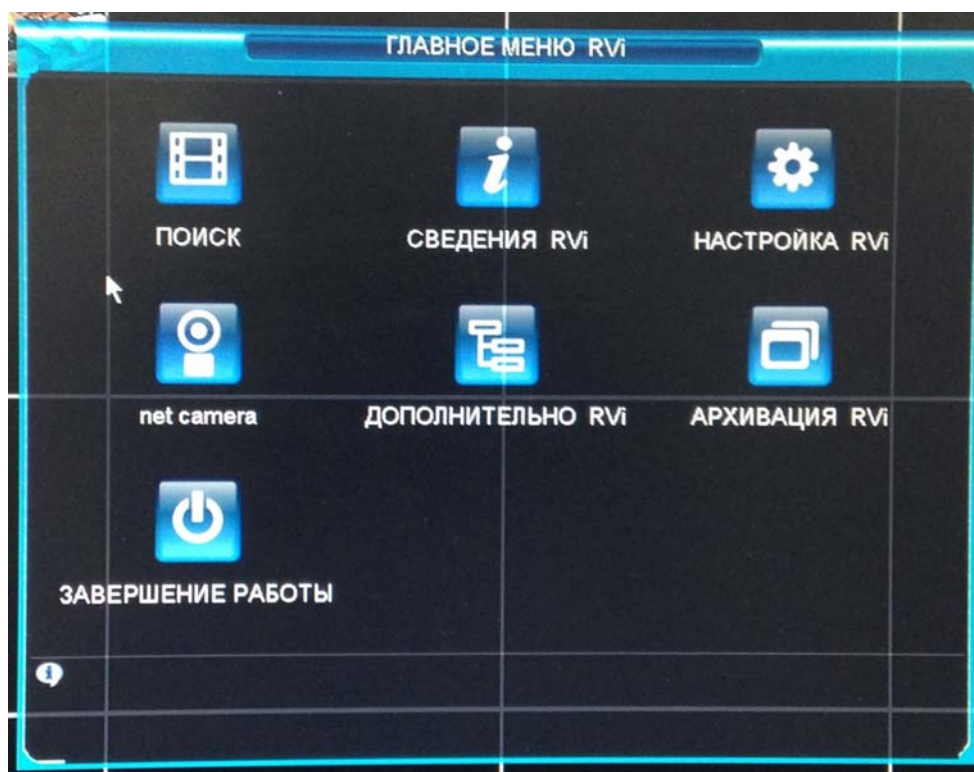 ГЛАВНОЕ МЕНЮ RVi
ПОИСК
СВЕДЕНИЯ RVi
НАСТРОЙКА RVi
net camera
ДОПОЛНИТЕЛЬНО RVi
АРХИВАЦИЯ RVi
ЗАВЕРШЕНИЕ РАБОТЫ